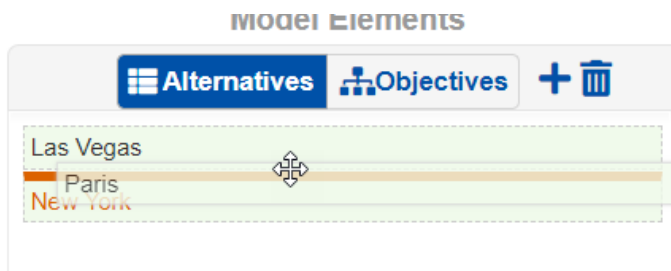 Model Elements
Alternatives Objectives
Las Vegas
Paris
New York